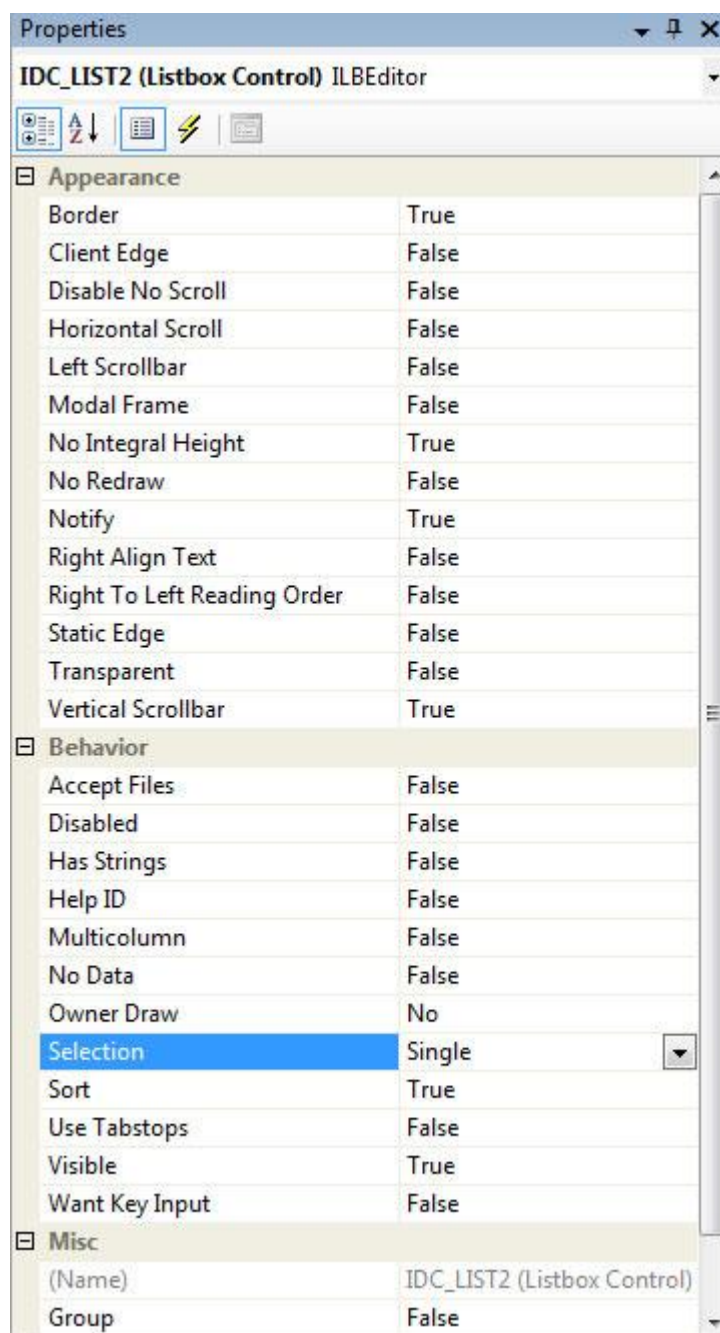 Properties
IDC_LIST2 (Listbox Control) ILBEditor
Appearance
Border True
Client Edge False
Disable No Scroll False
Horizontal Scroll False
Left Scrollbar False
Modal Frame False
No Integral Height True
No Redraw False
Notify True
Right Align Text False
Right To Left Reading Order False
Static Edge False
Transparent False
Vertical Scrollbar True
Behavior
Accept Files False
Disabled False
Has Strings False
Help ID False
Multicolumn False
No Data False
Owner Draw No
Selection Single
Sort True
Use Tabstops False
Visible True
Want Key Input False
Misc
(Name) IDC_LIST2 (Listbox Control)
Group False